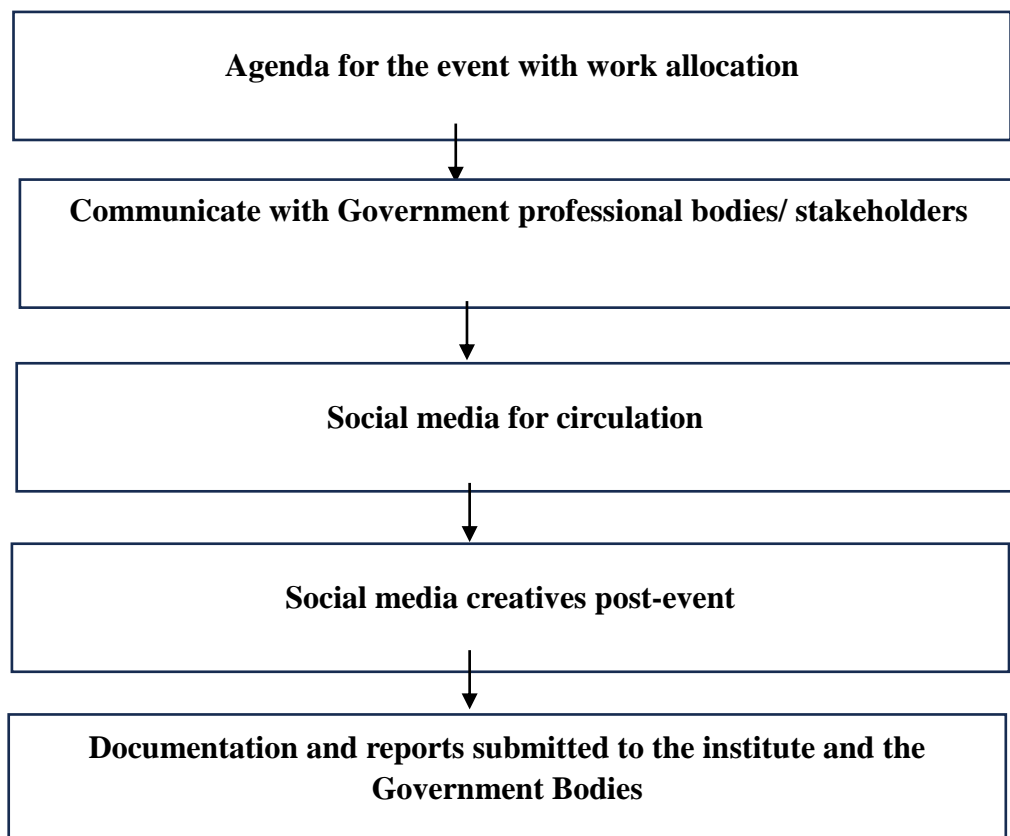 Agenda for the event with work allocation
Communicate with Government professional bodies/ stakeholders
Social media for circulation
Social media creatives post-event
Documentation and reports submitted to the institute and the
Government Bodies